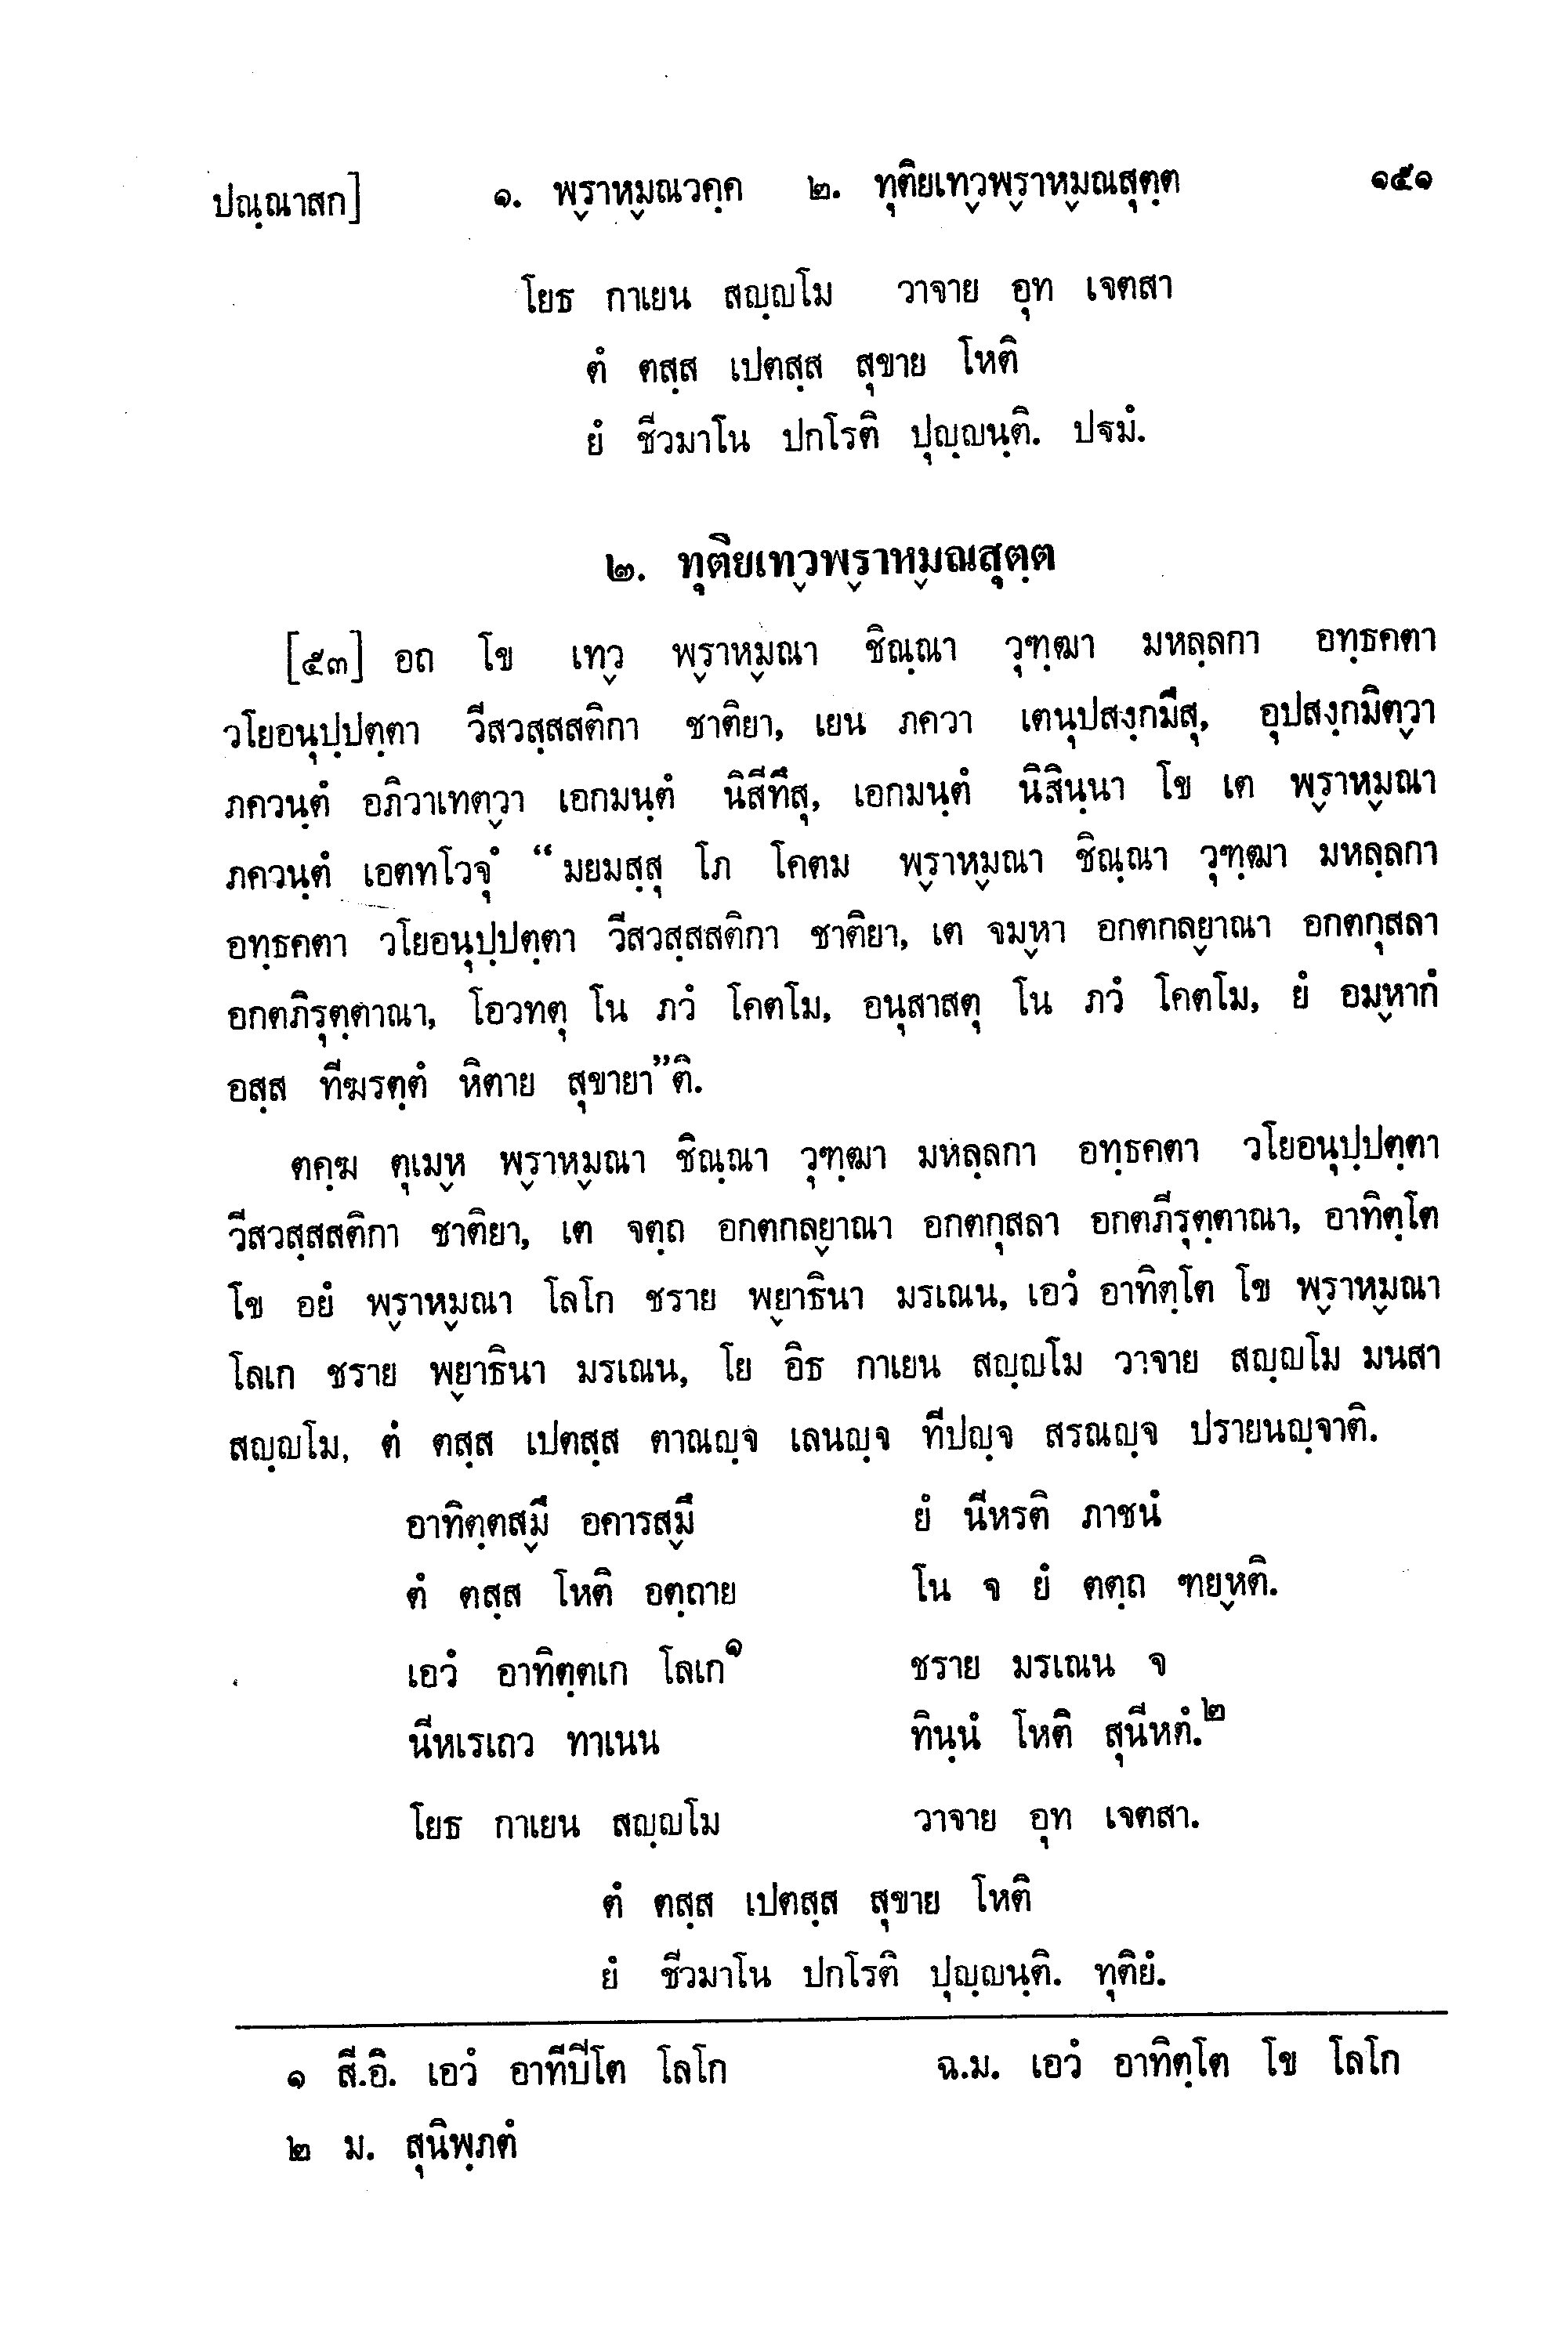 ปณฺณาสก] ๑. พฺราหฺมณวคฺค ๒. ทุติยเทฺวพฺราหฺมณสุตฺต ๑๕๑
โยธ กาเยน สญฺญโม วาจาย อุท เจตสา
ตํ ตสฺส เปตสฺส สุขาย โหติ
ยํ ชีวมาโน ปกโรติ ปุญฺญนฺติ. ปฐมํ.
๒. ทุติยเทฺวพฺราหฺมณสุตฺต
[๕๓] อถ โข เทฺว พฺราหฺมณา ชิณฺณา วุฑฺฒา มหลฺลกา อทฺธคตา
วโยอนุปฺปตฺตา วีสวสฺสสติกา ชาติยา, เยน ภควา เตนุปสงฺกมึสุ, อุปสงฺกมิตฺวา
ภควนฺตํ อภิวาเทตฺวา เอกมนฺตํ นิสีทึสุ, เอกมนฺตํ นิสินฺนา โข เต พฺราหฺมณา
ภควนฺตํ เอตทโวจุํ “มยมสฺสุ โภ โคตม พฺราหฺมณา ชิณฺณา วุฑฺฒา มหลฺลกา
อทฺธคตา วโยอนุปฺปตฺตา วีสวสฺสสติกา ชาติยา, เต จมฺหา อกตกลฺยาณา อกตกุสลา
อกตภิรุตฺตาณา, โอวทตุ โน ภวํ โคตโม, อนุสาสตุ โน ภวํ โคตโม, ยํ อมฺหากํ
อสฺส ทีฆรตฺตํ หิตาย สุขายา”ติ.
ตคฺฆ ตุเมฺห พฺราหฺมณา ชิณฺณา วุฑฺฒา มหลฺลกา อทฺธคตา วโยอนุปฺปตฺตา
วีสวสฺสสติกา ชาติยา, เต จตฺถ อกตกลฺยาณา อกตกุสลา อกตภีรุตฺตาณา, อาทิตฺโต
โข อยํ พฺราหฺมณา โลโก ชราย พฺยาธินา มรเณน, เอวํ อาทิตฺโต โข พฺราหฺมณา
โลเก ชราย พฺยาธินา มรเณน, โย อิธ กาเยน สญฺญโม วาจาย สญฺญโม มนสา
สญฺญโม, ตํ ตสฺส เปตสฺส ตาณญฺจ เลนญฺจ ทีปญฺจ สรณญฺจ ปรายนญฺจาติ.
อาทิตฺตสฺมึ อคารสฺมึ ยํ นีหรติ ภาชนํ
ตํ ตสฺส โหติ อตฺถาย โน จ ยํ ตตฺถ ฑยฺหติ.
เอวํ อาทิตฺตเก โลเก๑ ชราย มรเณน จ
นีหเรเถว ทาเนน ทินฺนํ โหติ สุนีหตํ.๒
โยธ กาเยน สญฺญโม วาจาย อุท เจตสา.
ตํ ตสฺส เปตสฺส สุขาย โหติ
ยํ ชีวมาโน ปกโรติ ปุญฺญนฺติ. ทุติยํ.
๑ สี.อิ. เอวํ อาทีปีโต โลโก ฉ.ม. เอวํ อาทิตฺโต โข โลโก
๒ ม. สุนิพฺภตํ